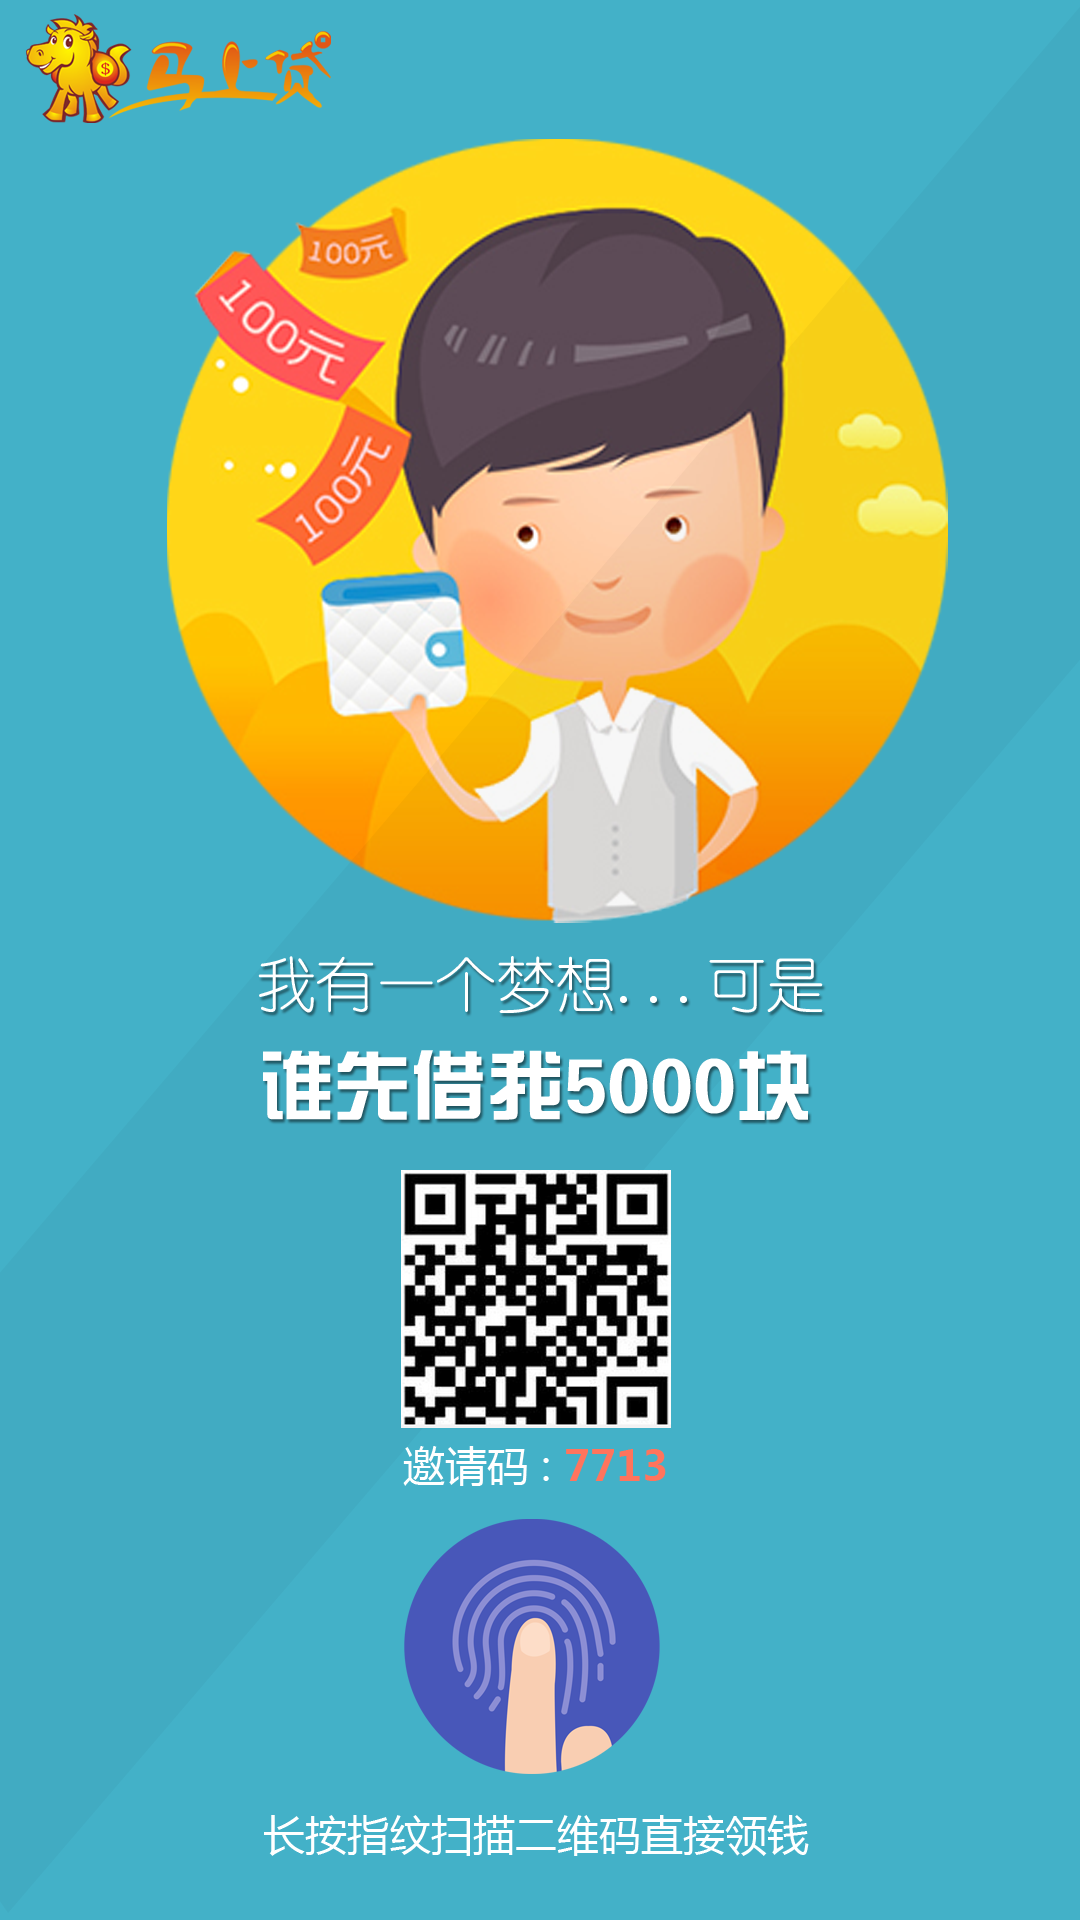 马上贷
100元
100元
100元
我有一个梦想...可是
谁先借我5000块
邀请码：7713
长按指纹扫描二维码直接领钱